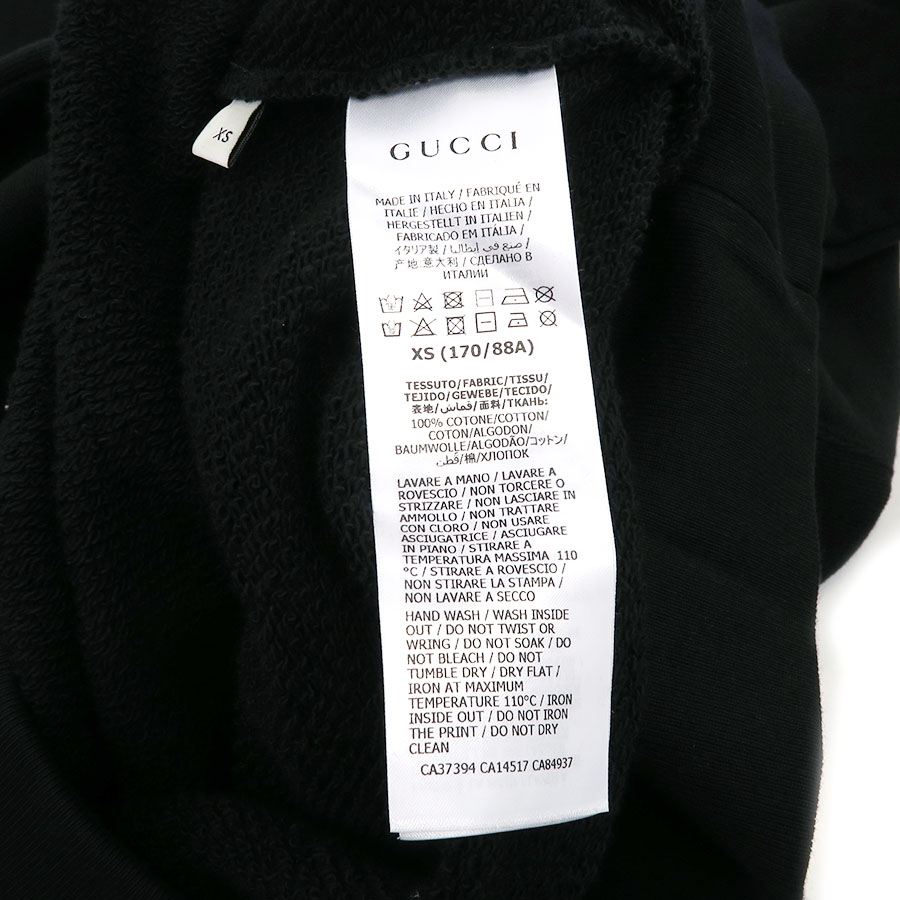 XS
GUCCI
MADE IN ITALY / FABRIQUÉ EN
ITALIE / HECHO EN ITALIA /
HERGESTELLT IN ITALIEN /
FABRICADO EM ITÁLIA /
イタリア製 / صنع في إيطاليا /
产地 意大利 / СДЕЛАНО В
ИТАЛИИ
XS (170/88A)
TESSUTO/FABRIC/TISSU/
TEJIDO/GEWEBE/TECIDO/
表地/قماش/面料/ТКАНЬ:
100% COTONE/COTTON/
COTON/ALGODON/
BAUMWOLLE/ALGODÃO/コットン/
قطن/棉/ХЛОПОК
LAVARE A MANO / LAVARE A
ROVESCIO / NON TORCERE O
STRIZZARE / NON LASCIARE IN
AMMOLLO / NON TRATTARE
CON CLORO / NON USARE
ASCIUGATRICE / ASCIUGARE
IN PIANO / STIRARE A
TEMPERATURA MASSIMA 110
°C / STIRARE A ROVESCIO /
NON STIRARE LA STAMPA /
NON LAVARE A SECCO
HAND WASH / WASH INSIDE
OUT / DO NOT TWIST OR
WRING / DO NOT SOAK / DO
NOT BLEACH / DO NOT
TUMBLE DRY / DRY FLAT /
IRON AT MAXIMUM
TEMPERATURE 110°C / IRON
INSIDE OUT / DO NOT IRON
THE PRINT / DO NOT DRY
CLEAN
CA37394 CA14517 CA84937